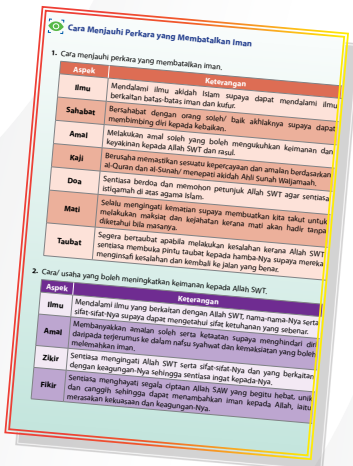 Cara Menjauhi Perkara yang Membatalkan Iman
1. Cara menjauhi perkara yang membatalkan iman.
Aspek Keterangan
Ilmu Mendalami ilmu akidah Islam supaya dapat mendalami ilmu
berkaitan batas-batas iman dan kufur.
Sahabat Bersahabat dengan orang soleh/ baik akhlaknya supaya dapat
membimbing diri kepada kebaikan.
Amal Melakukan amal soleh yang boleh mengukuhkan keimanan dan
keyakinan kepada Allah SWT dan rasul.
Kaji Berusaha memastikan sesuatu kepercayaan dan amalan berdasarkan
al-Quran dan al-Sunah/ menepati akidah Ahli Sunah Waljamaah.
Doa Sentiasa berdoa dan memohon petunjuk Allah SWT agar sentiasa
istiqamah di atas agama Islam.
Mati Selalu mengingati kematian supaya membuatkan kita takut untuk
melakukan maksiat dan kejahatan kerana mati akan hadir tanpa
diketahui bila masanya.
Taubat Segera bertaubat apabila melakukan kesalahan kerana Allah SWT
sentiasa membuka pintu taubat kepada hamba-Nya supaya mereka
menginsafi kesalahan dan kembali ke jalan yang benar.
2. Cara/ usaha yang boleh meningkatkan keimanan kepada Allah SWT.
Aspek Keterangan
Ilmu Mendalami ilmu yang berkaitan dengan Allah SWT, nama-nama-Nya serta
sifat-sifat-Nya supaya dapat mengetahui sifat ketuhanan yang sebenar.
Amal Membanyakkan amalan soleh serta ketaatan supaya menghindari diri
daripada terjerumus ke dalam nafsu syahwat dan kemaksiatan yang boleh
melemahkan iman.
Zikir Sentiasa mengingati Allah SWT serta sifat-sifat-Nya dan yang berkaitan
dengan keagungan-Nya sehingga sentiasa ingat kepada-Nya.
Fikir Sentiasa menghayati segala ciptaan Allah SAW yang begitu hebat, unik
dan canggih sehingga dapat menambahkan iman kepada Allah, iaitu
merasakan kekuasaan dan keagungan-Nya.